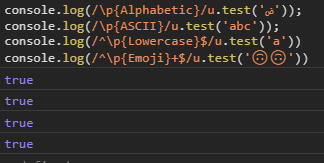 console.log(/\p{Alphabetic}/u.test('ض'));
console.log(/\p{ASCII}/u.test('abc'));
console.log(/^\p{Lowercase}$/u.test('a'))
console.log(/^\p{Emoji}+$/u.test('🙃🙃'))
true
true
true
true